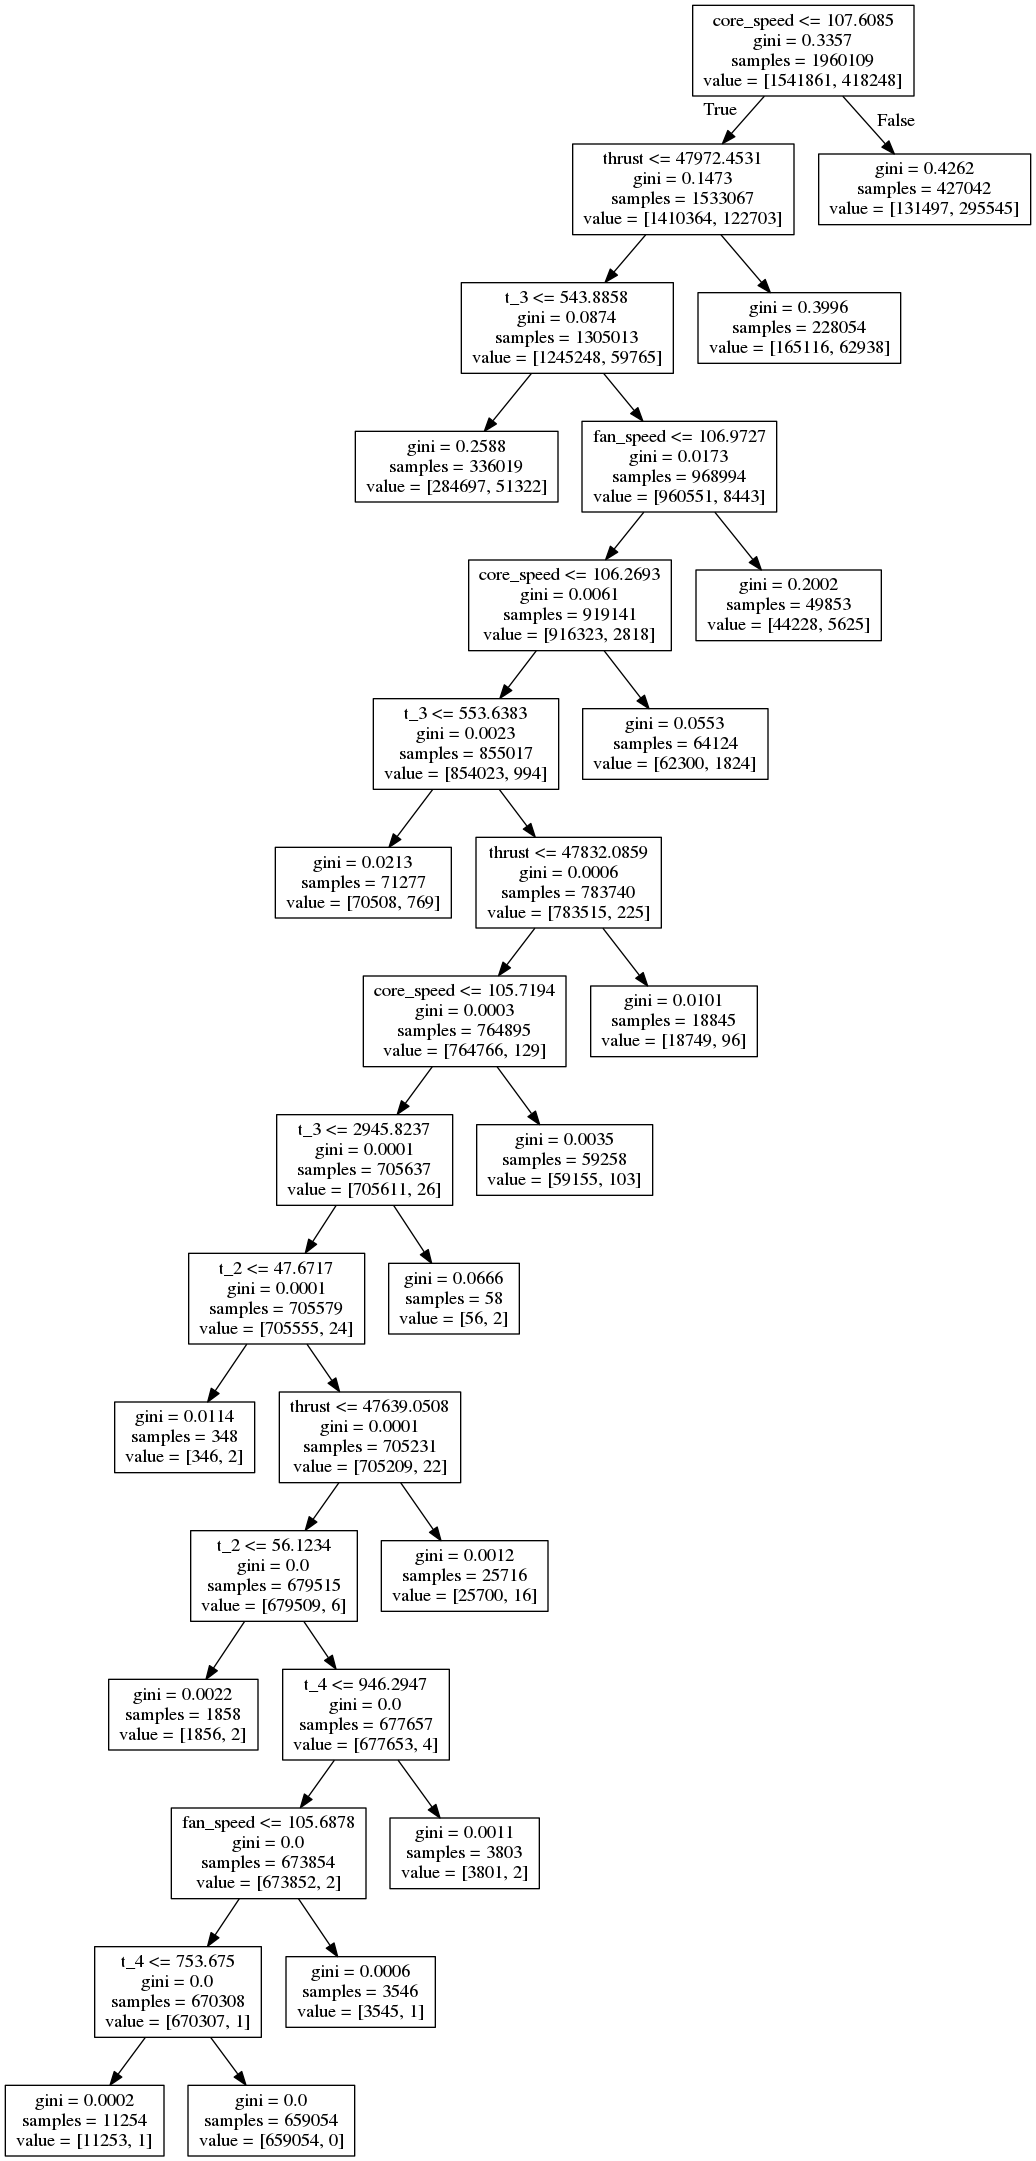 core_speed <= 107.6085
gini = 0.3357
samples = 1960109
value = [1541861, 418248]
True
False
thrust <= 47972.4531
gini = 0.1473
samples = 1533067
value = [1410364, 122703]
gini = 0.4262
samples = 427042
value = [131497, 295545]
t_3 <= 543.8858
gini = 0.0874
samples = 1305013
value = [1245248, 59765]
gini = 0.3996
samples = 228054
value = [165116, 62938]
gini = 0.2588
samples = 336019
value = [284697, 51322]
fan_speed <= 106.9727
gini = 0.0173
samples = 968994
value = [960551, 8443]
core_speed <= 106.2693
gini = 0.0061
samples = 919141
value = [916323, 2818]
gini = 0.2002
samples = 49853
value = [44228, 5625]
t_3 <= 553.6383
gini = 0.0023
samples = 855017
value = [854023, 994]
gini = 0.0553
samples = 64124
value = [62300, 1824]
gini = 0.0213
samples = 71277
value = [70508, 769]
thrust <= 47832.0859
gini = 0.0006
samples = 783740
value = [783515, 225]
core_speed <= 105.7194
gini = 0.0003
samples = 764895
value = [764766, 129]
gini = 0.0101
samples = 18845
value = [18749, 96]
t_3 <= 2945.8237
gini = 0.0001
samples = 705637
value = [705611, 26]
gini = 0.0035
samples = 59258
value = [59155, 103]
t_2 <= 47.6717
gini = 0.0001
samples = 705579
value = [705555, 24]
gini = 0.0666
samples = 58
value = [56, 2]
gini = 0.0114
samples = 348
value = [346, 2]
thrust <= 47639.0508
gini = 0.0001
samples = 705231
value = [705209, 22]
t_2 <= 56.1234
gini = 0.0
samples = 679515
value = [679509, 6]
gini = 0.0012
samples = 25716
value = [25700, 16]
gini = 0.0022
samples = 1858
value = [1856, 2]
t_4 <= 946.2947
gini = 0.0
samples = 677657
value = [677653, 4]
fan_speed <= 105.6878
gini = 0.0
samples = 673854
value = [673852, 2]
gini = 0.0011
samples = 3803
value = [3801, 2]
t_4 <= 753.675
gini = 0.0
samples = 670308
value = [670307, 1]
gini = 0.0006
samples = 3546
value = [3545, 1]
gini = 0.0002
samples = 11254
value = [11253, 1]
gini = 0.0
samples = 659054
value = [659054, 0]